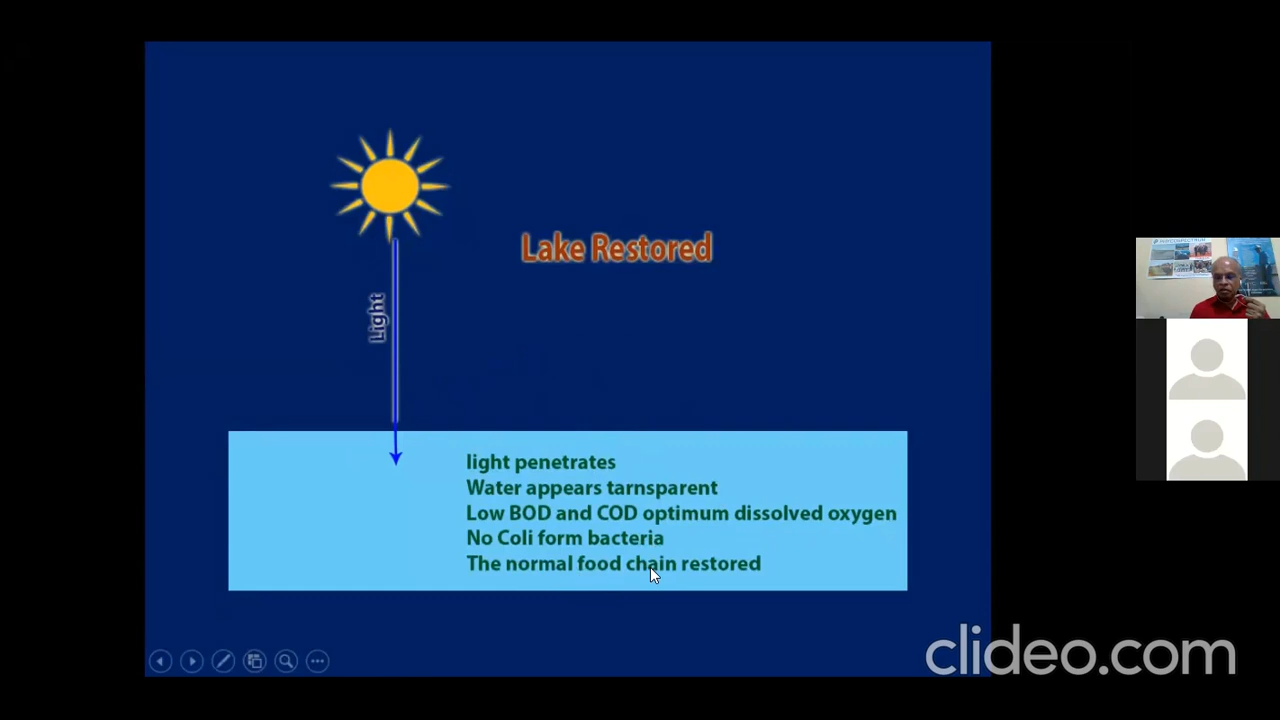 Lake Restored
Light
light penetrates
Water appears tarnsparent
Low BOD and COD optimum dissolved oxygen
No Coli form bacteria
The normal food chain restored
clideo.com